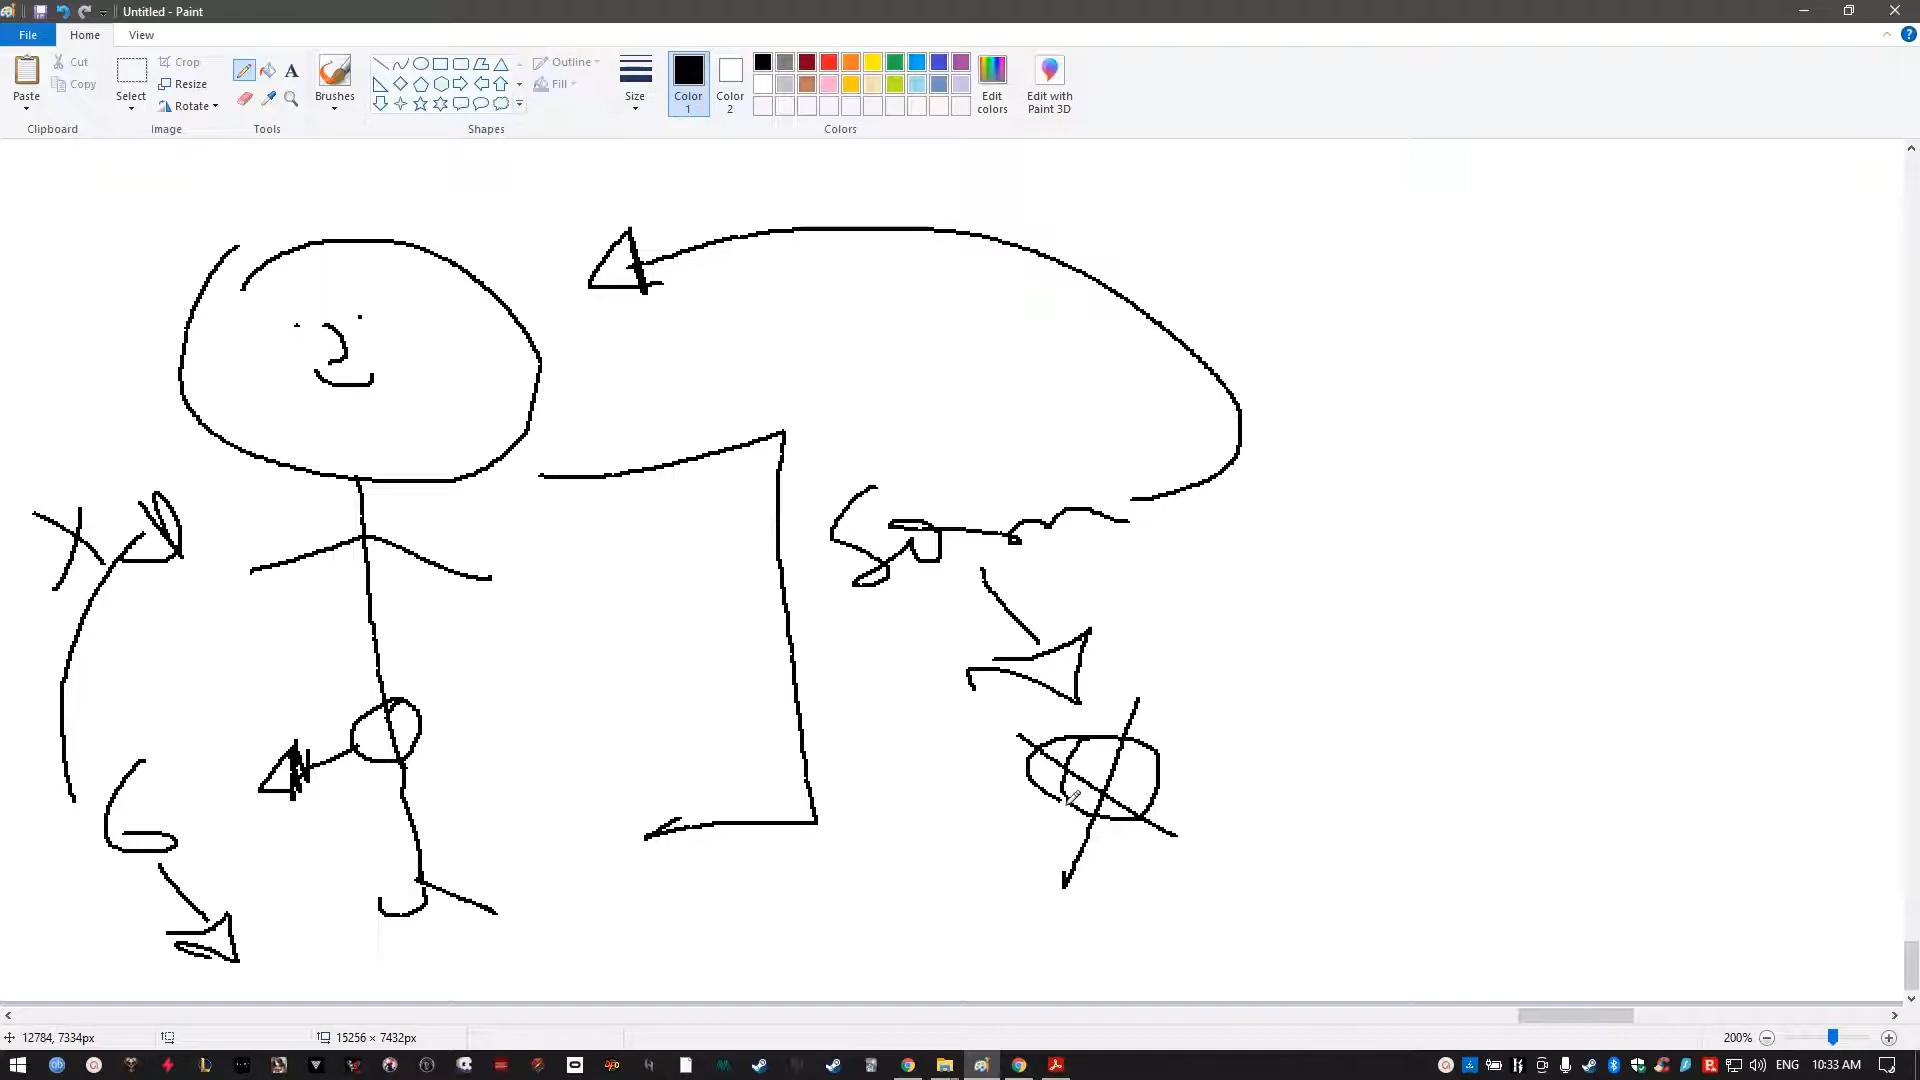 Untitled - Paint
File Home View
Cut
Copy
Paste
Clipboard
Crop
Resize
Rotate
Select
Image
Tools
Brushes
Outline
Fill
Shapes
Size
Color 1
Color 2
Edit colors
Edit with Paint 3D
Colors
12784, 7334px
15256 × 7432px
200%
ENG
10:33 AM